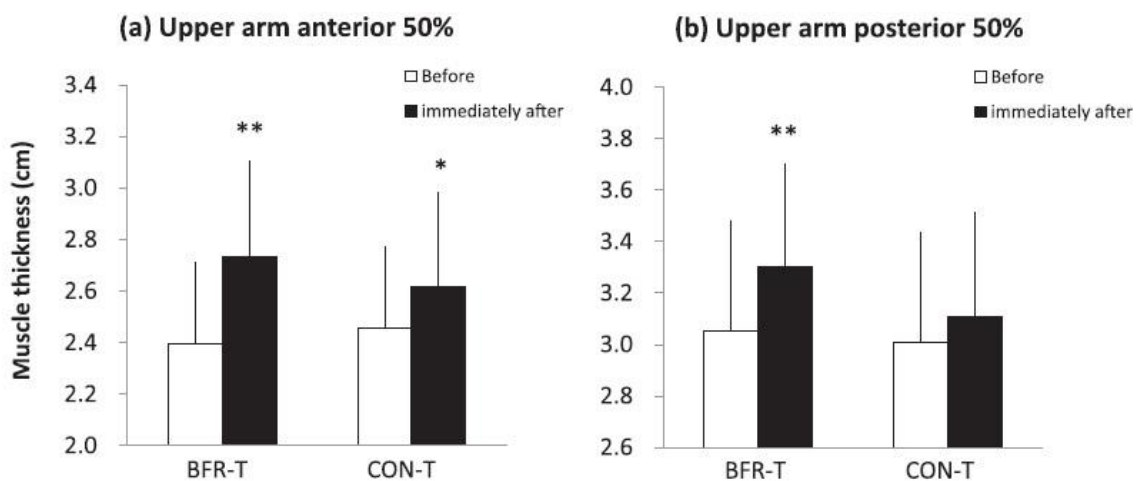 (a) Upper arm anterior 50%
Before
immediately after
Muscle thickness (cm)
3.4
3.2
3.0
2.8
2.6
2.4
2.2
2.0
**
*
BFR-T
CON-T
(b) Upper arm posterior 50%
Before
immediately after
4.0
3.8
3.6
3.4
3.2
3.0
2.8
2.6
**
BFR-T
CON-T